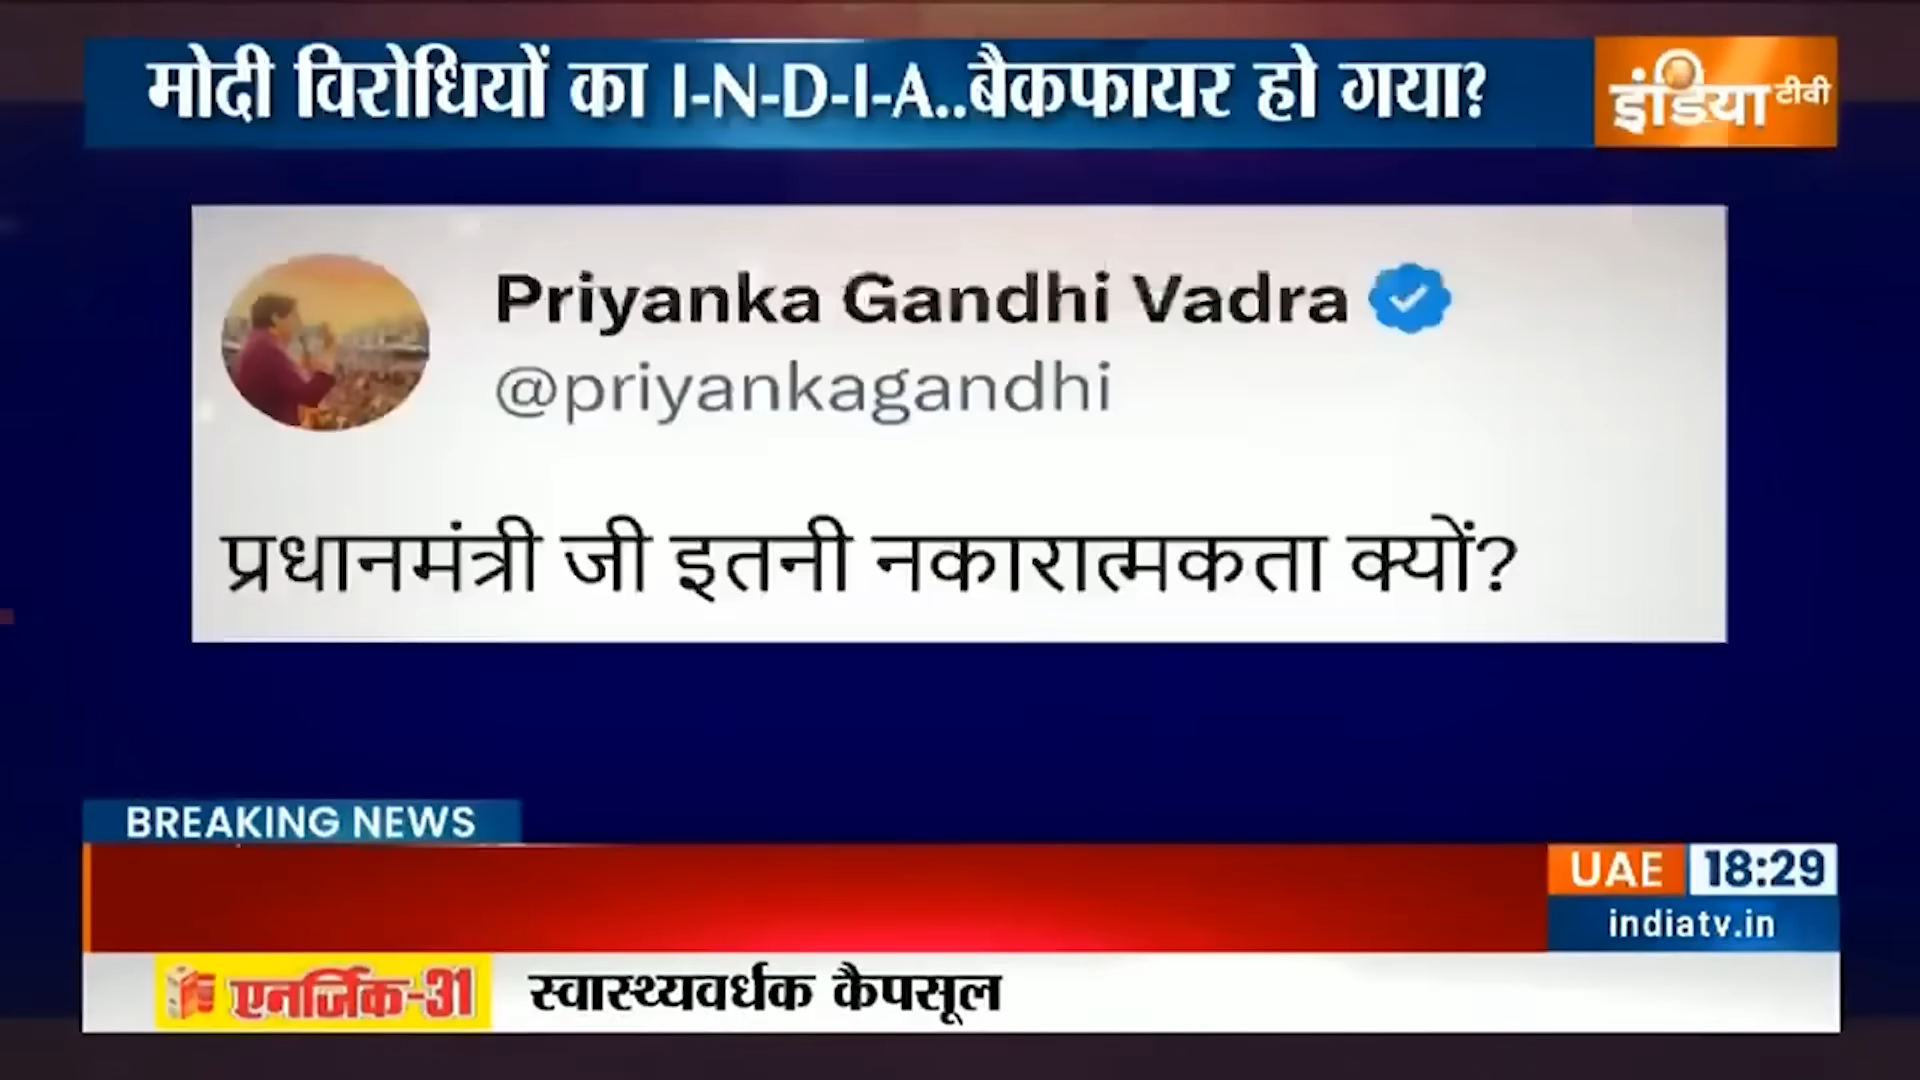 मोदी विरोधियों का I-N-D-I-A..बैकफायर हो गया?
इंडिया टीवी
Priyanka Gandhi Vadra
@priyankagandhi
प्रधानमंत्री जी इतनी नकारात्मकता क्यों?
BREAKING NEWS
UAE 18:29
indiatv.in
एनर्जिक-31 स्वास्थ्यवर्धक कैपसूल